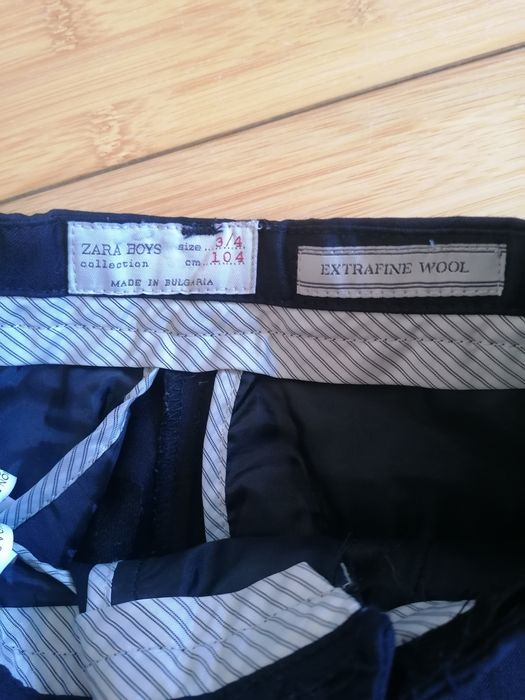 ZARA BOYS size 3/4
collection cm 104
MADE IN BULGARIA
EXTRAFINE WOOL